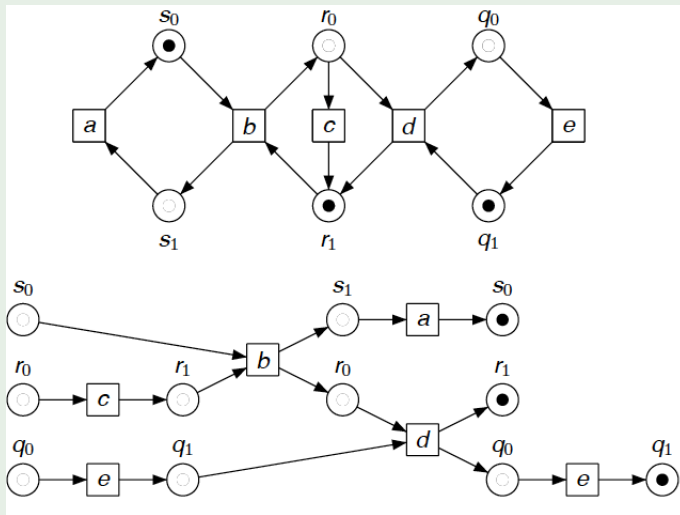 s0 r0 q0
a b c d e
s1 r1 q1
s0 s1 a s0
b
r0 c r1 r0 r1
d
q0 e q1 q0 e q1